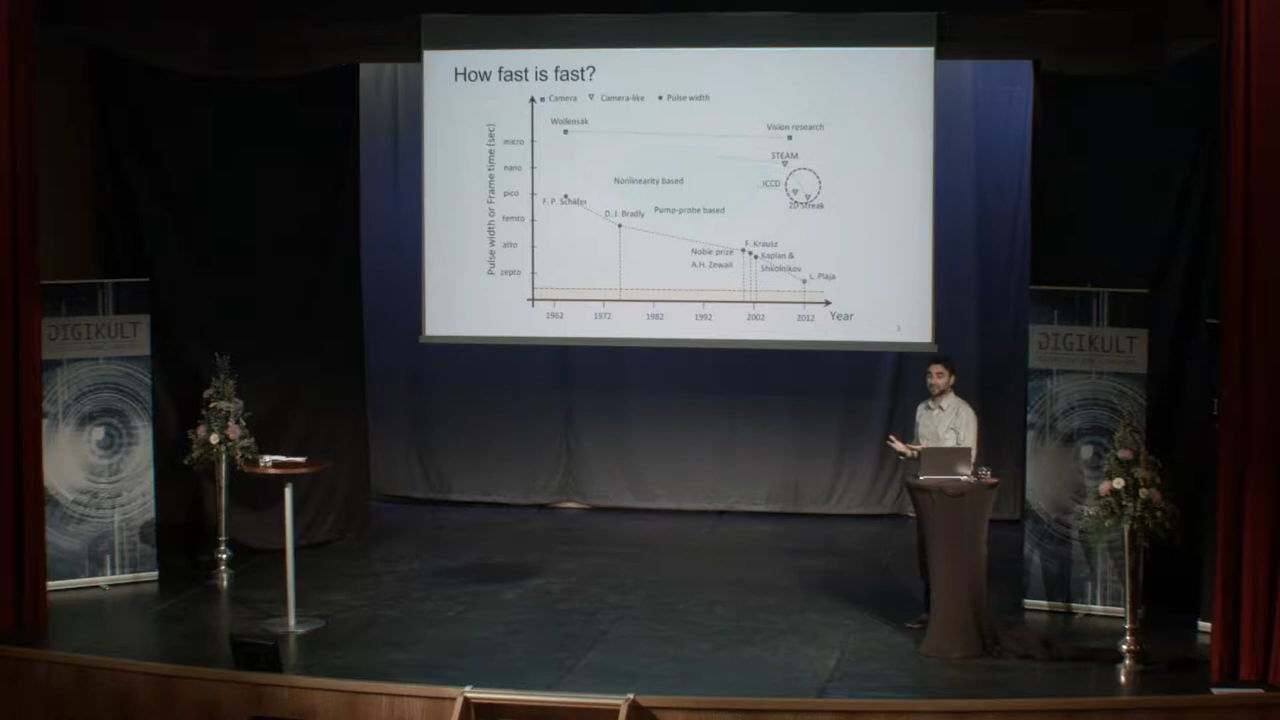 How fast is fast?
Camera Camera-like Pulse width
Wollensak
Vision research
micro
STEAM
nano
Nonlinearity based
ICCD
pico
F. P. Schäfer
2D Streak
Pump-probe based
D. J. Bradly
femto
F. Krausz
atto
Noble prize
Kaplan &
A.H. Zewail
Shkolnikov
zepto
L. Plaja
Pulse width or Frame time (sec)
1962 1972 1982 1992 2002 2012 Year
DIGIKULT
DIGIKULT